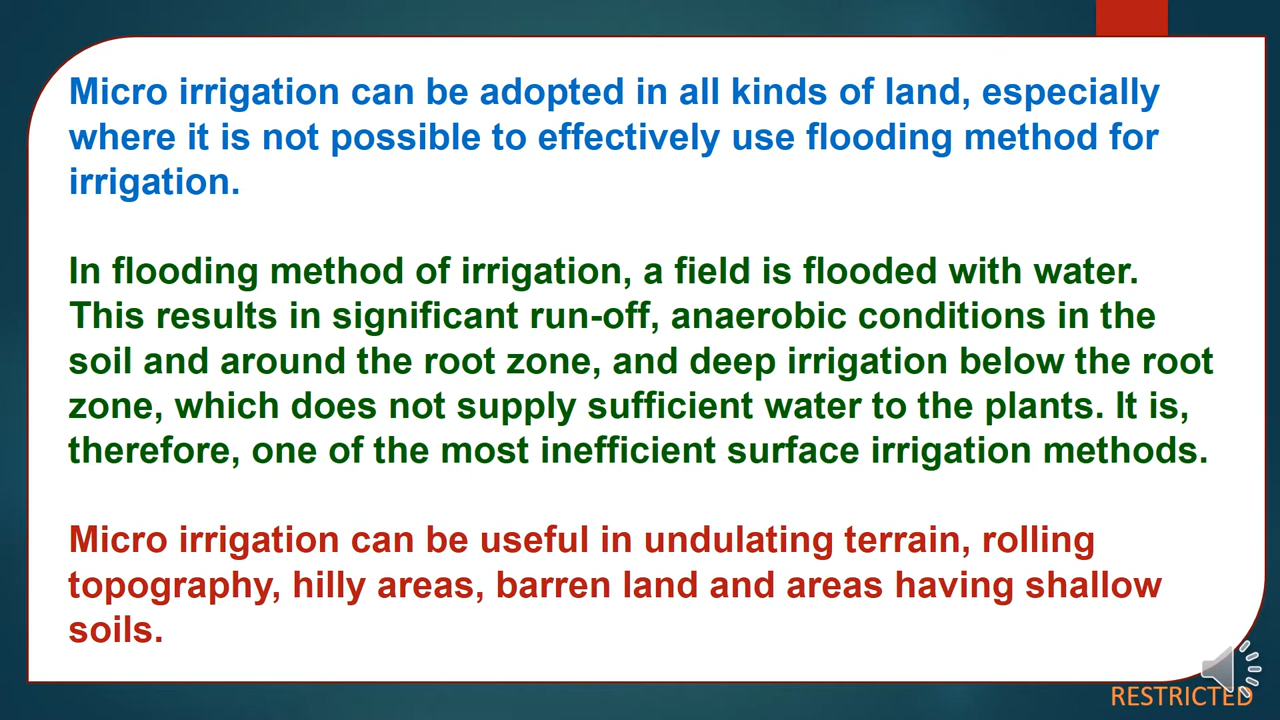 Micro irrigation can be adopted in all kinds of land, especially
where it is not possible to effectively use flooding method for
irrigation.
In flooding method of irrigation, a field is flooded with water.
This results in significant run-off, anaerobic conditions in the
soil and around the root zone, and deep irrigation below the root
zone, which does not supply sufficient water to the plants. It is,
therefore, one of the most inefficient surface irrigation methods.
Micro irrigation can be useful in undulating terrain, rolling
topography, hilly areas, barren land and areas having shallow
soils.
RESTRICTED